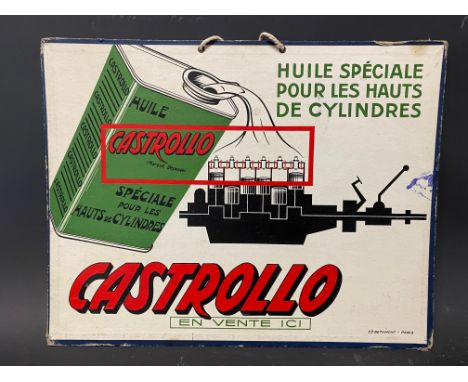 HUILE SPÉCIALE
POUR LES HAUTS
DE CYLINDRES
CASTROLLO
HUILE
CASTROLLO
SPÉCIALE
POUR LES
HAUTS DE CYLINDRES
CASTROLLO
EN VENTE ICI